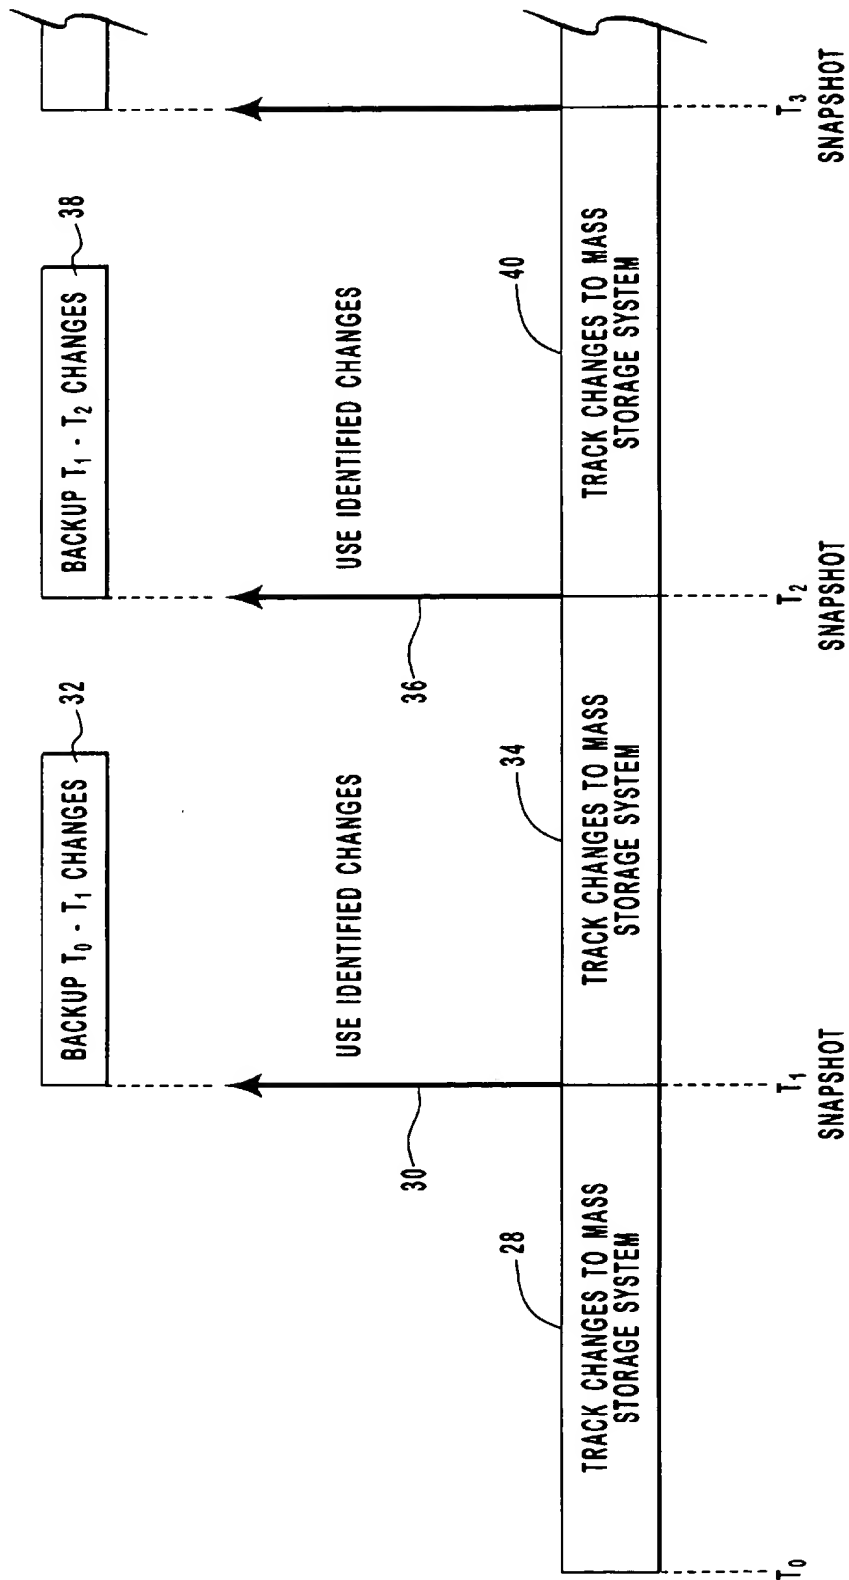 BACKUP T₀ - T₁ CHANGES
32
BACKUP T₁ - T₂ CHANGES
38
USE IDENTIFIED CHANGES
USE IDENTIFIED CHANGES
30
36
28
34
40
TRACK CHANGES TO MASS
STORAGE SYSTEM
TRACK CHANGES TO MASS
STORAGE SYSTEM
TRACK CHANGES TO MASS
STORAGE SYSTEM
T₀
T₁
SNAPSHOT
T₂
SNAPSHOT
T₃
SNAPSHOT